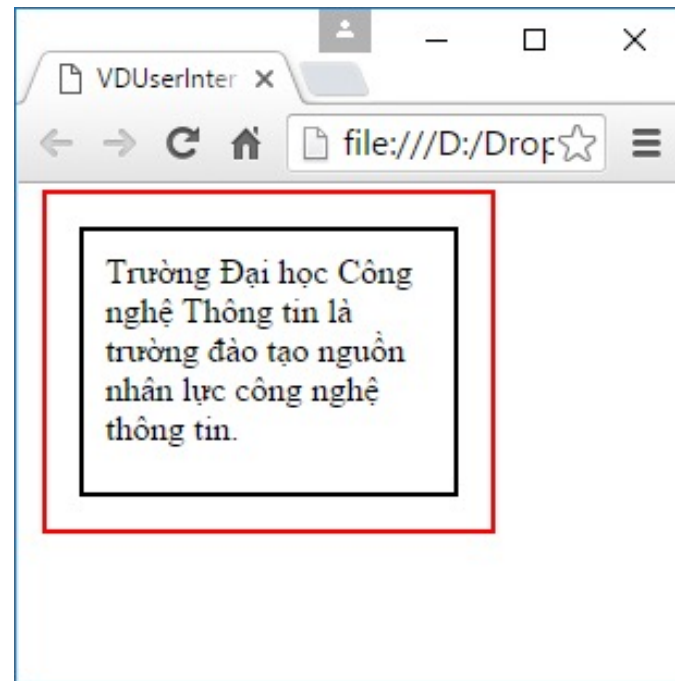 VDUserInter
file:///D:/Drop
Trường Đại học Công
nghệ Thông tin là
trường đào tạo nguồn
nhân lực công nghệ
thông tin.